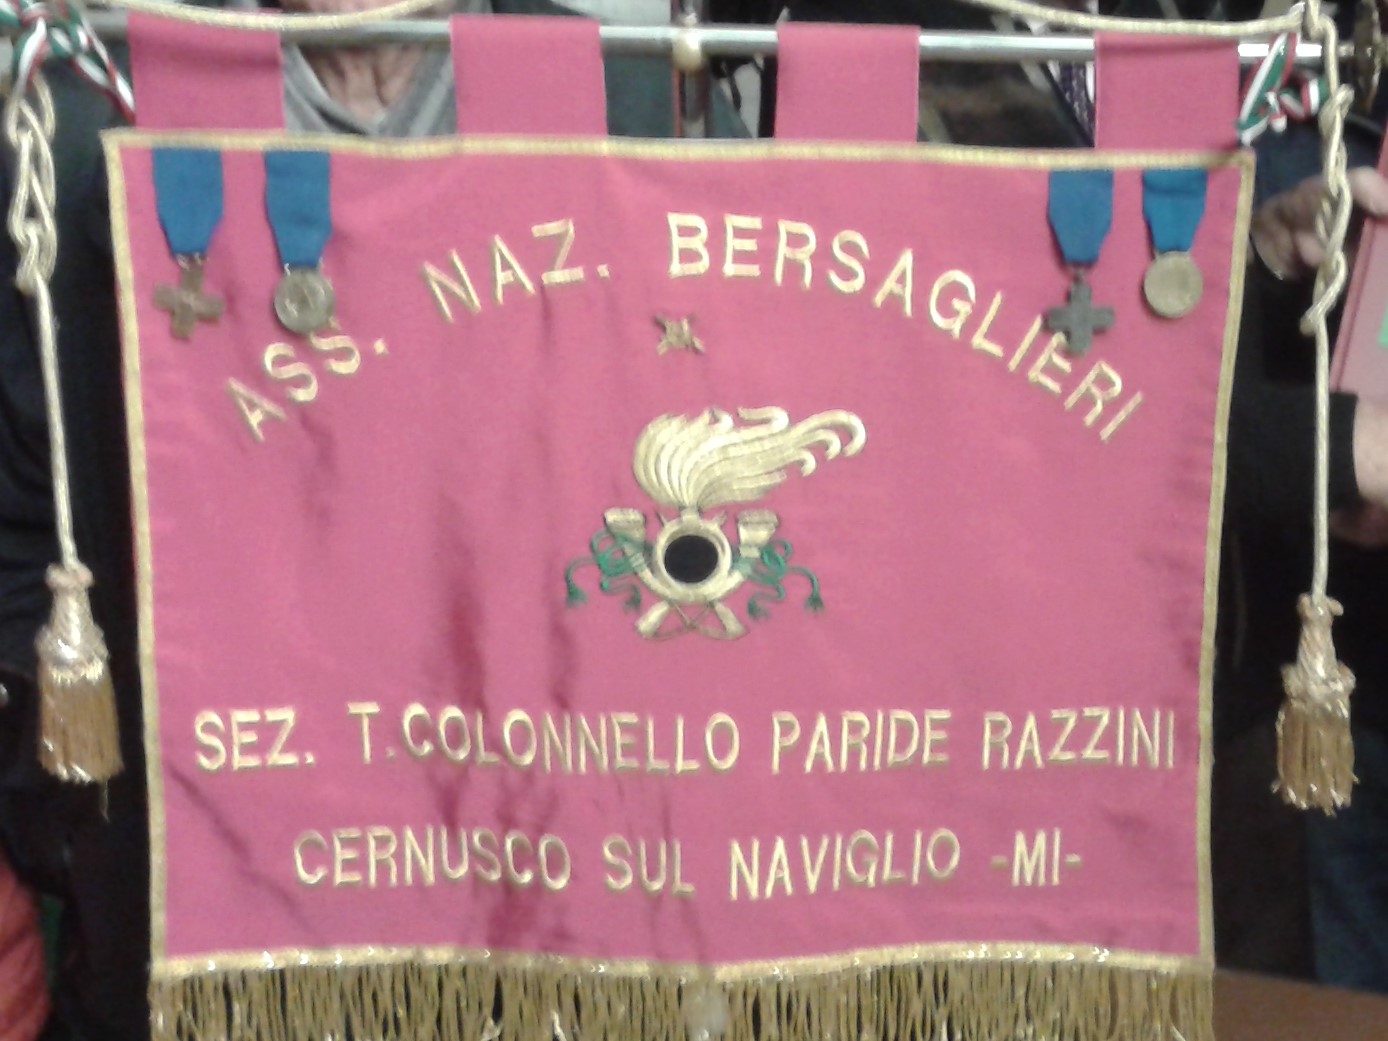 ASS. NAZ. BERSAGLIERI
SEZ. T.COLONNELLO PARIDE RAZZINI
CERNUSCO SUL NAVIGLIO -MI-